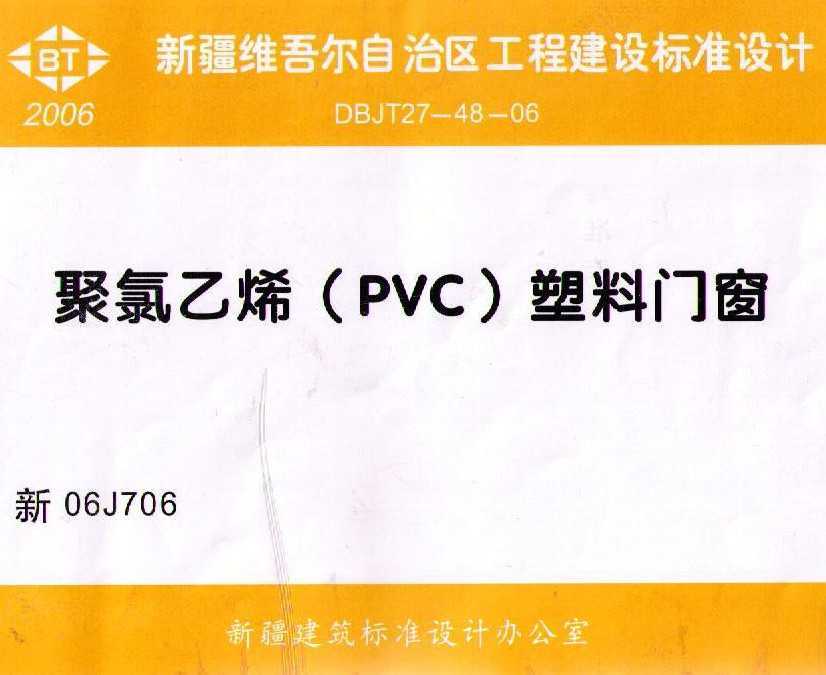 BT
2006
新疆维吾尔自治区工程建设标准设计
DBJT27—48—06
聚氯乙烯（PVC）塑料门窗
新 06J706
新疆建筑标准设计办公室